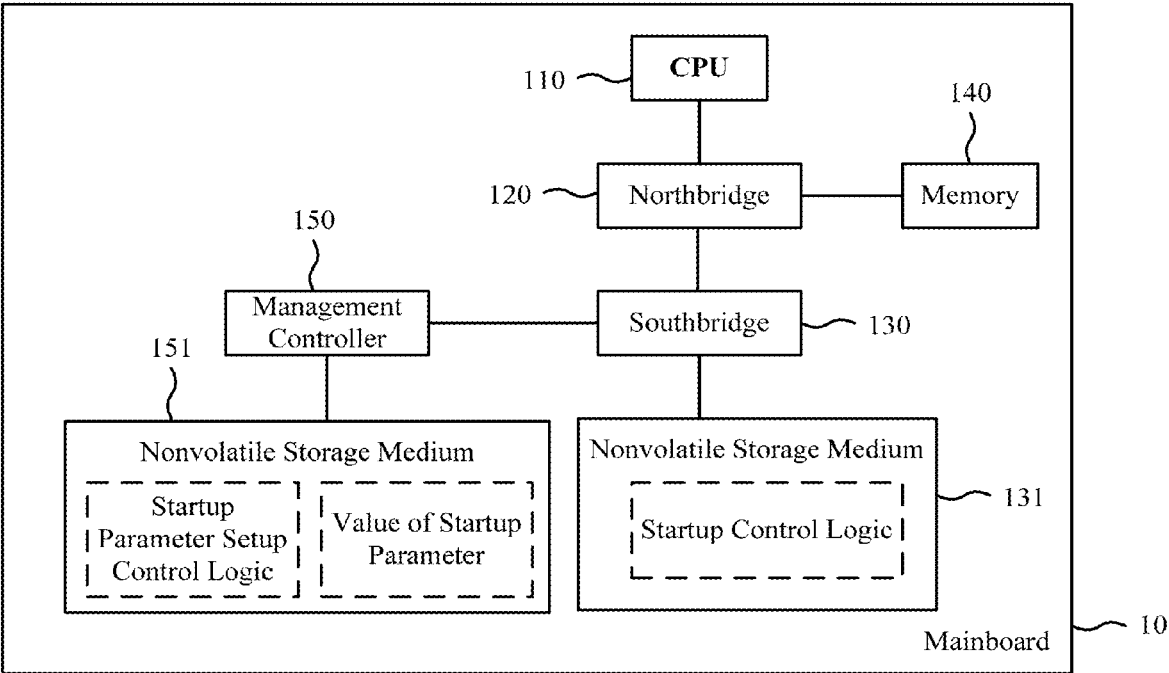 CPU
110
140
120
Northbridge
Memory
150
Management
Controller
Southbridge
130
151
Nonvolatile Storage Medium
Startup
Parameter Setup
Control Logic
Value of Startup
Parameter
Nonvolatile Storage Medium
Startup Control Logic
131
Mainboard
10